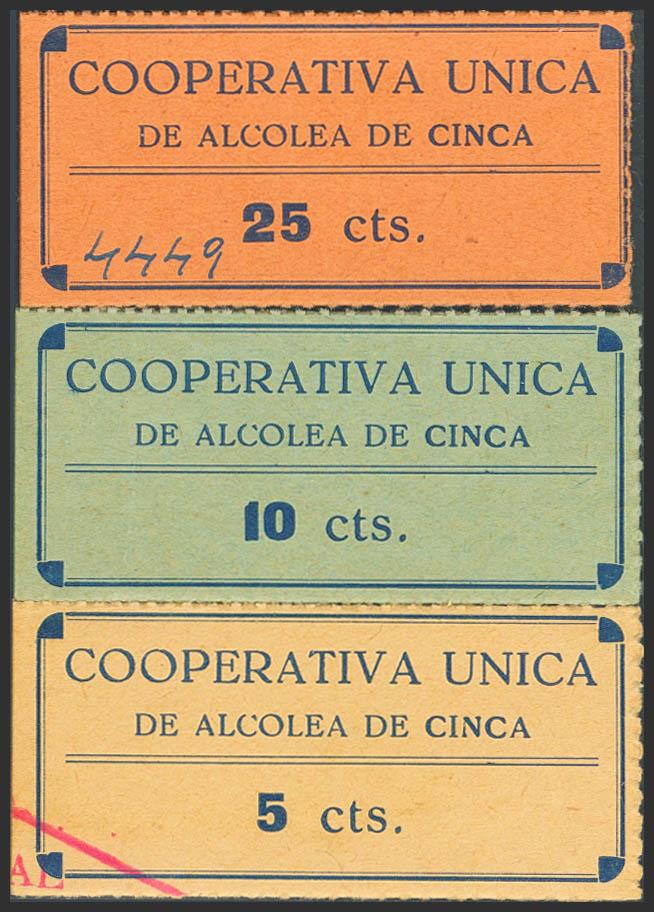 COOPERATIVA UNICA
DE ALCOLEA DE CINCA
25 cts.
4449
COOPERATIVA UNICA
DE ALCOLEA DE CINCA
10 cts.
COOPERATIVA UNICA
DE ALCOLEA DE CINCA
5 cts.
AL